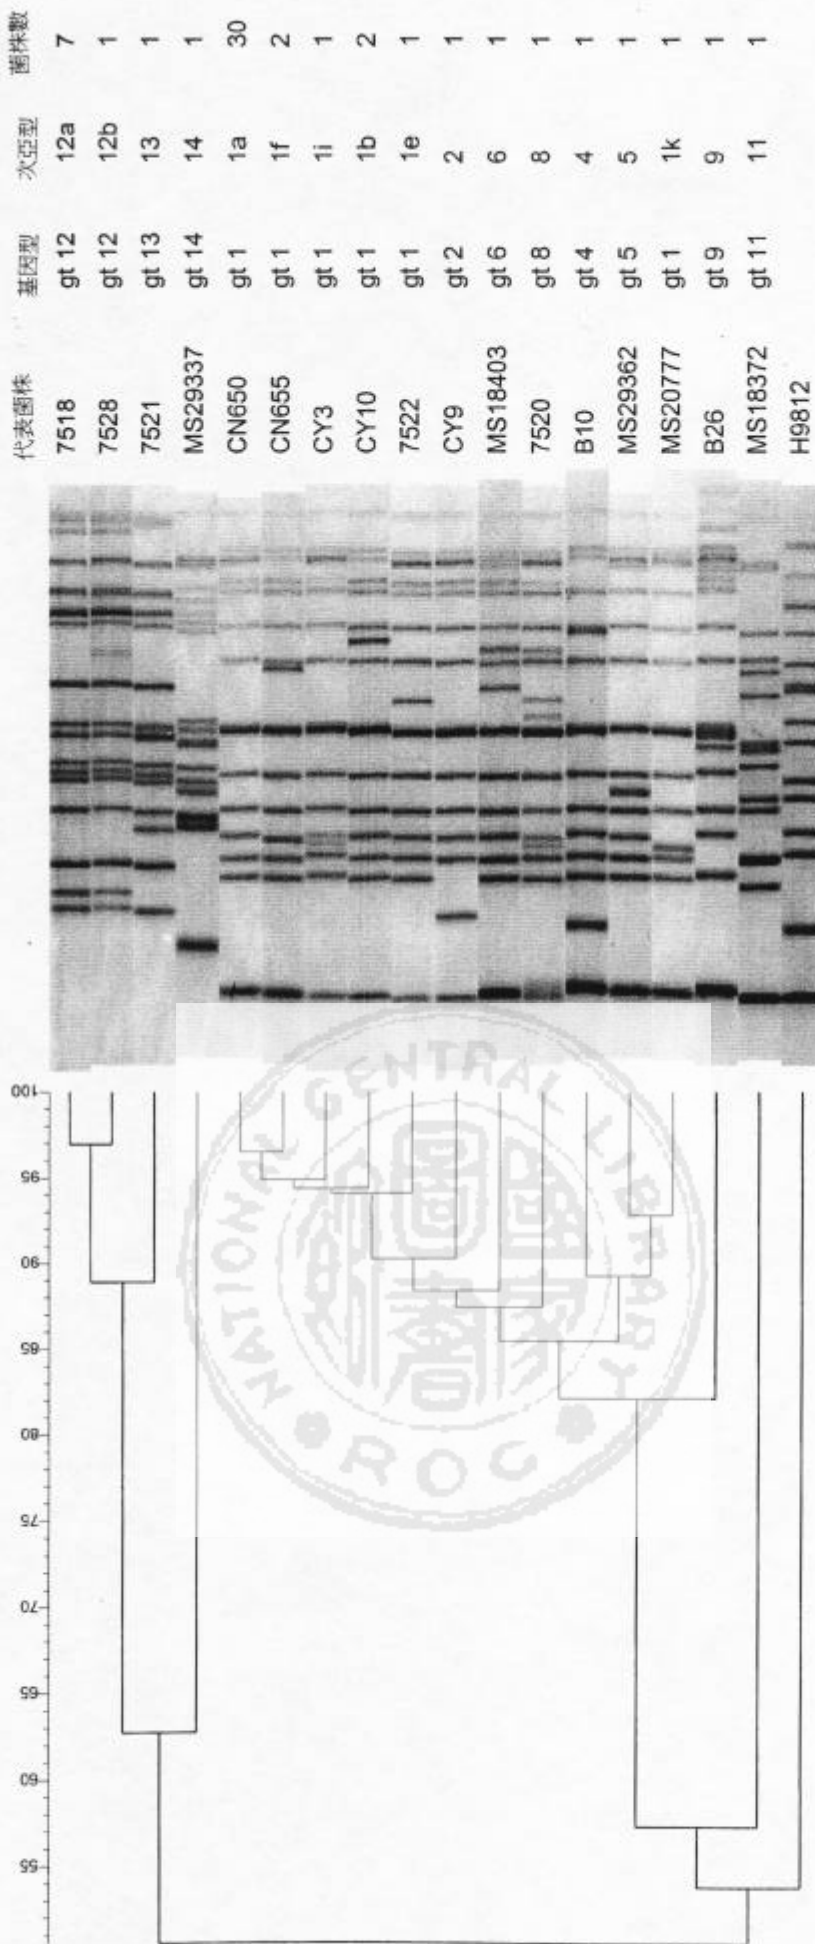 代表菌株 基因型 次亞型 菌株數
7518 gt 12 12a 7
7528 gt 12 12b 1
7521 gt 13 13 1
MS29337 gt 14 14 1
CN650 gt 1 1a 30
CN655 gt 1 1f 2
CY3 gt 1 1i 1
CY10 gt 1 1b 2
7522 gt 1 1e 1
CY9 gt 2 2 1
MS18403 gt 6 6 1
7520 gt 8 8 1
B10 gt 4 4 1
MS29362 gt 5 5 1
MS20777 gt 1 1k 1
B26 gt 9 9 1
MS18372 gt 11 11 1
H9812
100
95
90
85
80
75
70
65
60
55
NATIONAL CENTRAL LIBRARY
ROC
國家圖書